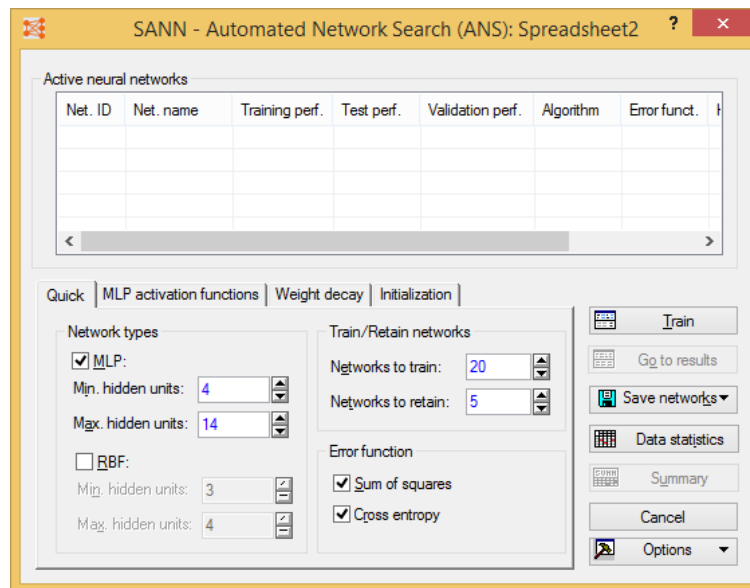 SANN - Automated Network Search (ANS): Spreadsheet2 ? ×
Active neural networks
Net. ID Net. name Training perf. Test perf. Validation perf. Algorithm Error funct.
Quick MLP activation functions Weight decay Initialization
Network types
MLP:
Min. hidden units: 4
Max. hidden units: 14
RBF:
Min. hidden units: 3
Max. hidden units: 4
Train/Retain networks
Networks to train: 20
Networks to retain: 5
Error function
Sum of squares
Cross entropy
Train
Go to results
Save networks
Data statistics
Summary
Cancel
Options